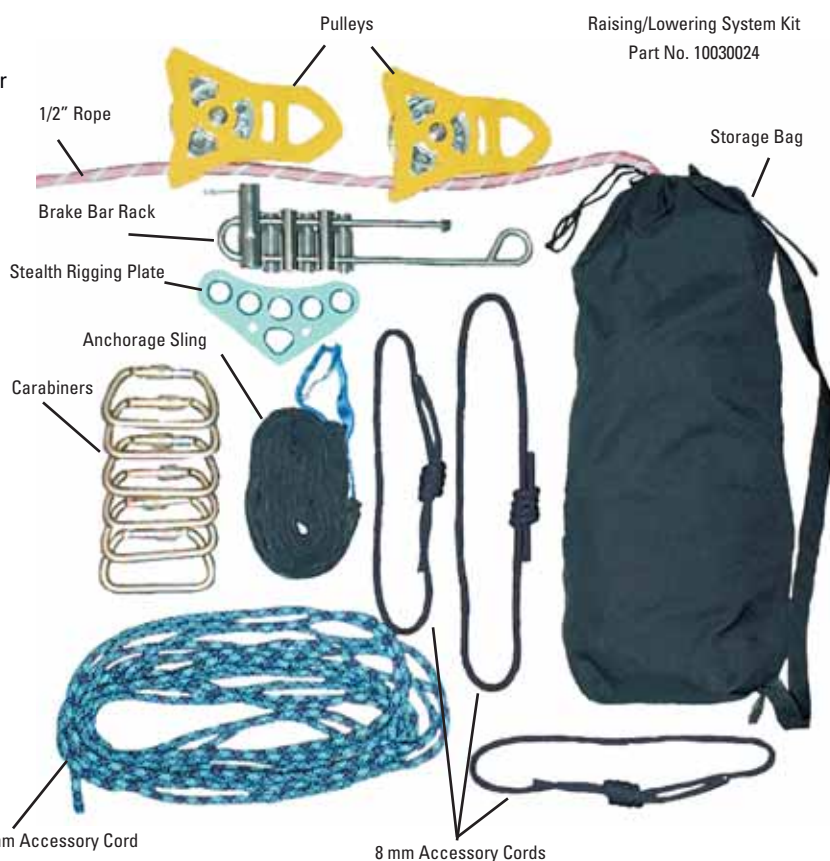 Pulleys
Raising/Lowering System Kit
Part No. 10030024
1/2" Rope
Storage Bag
Brake Bar Rack
Stealth Rigging Plate
Anchorage Sling
Carabiners
Accessory Cord
8 mm Accessory Cords